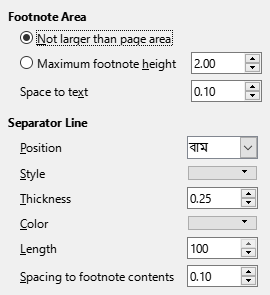 Footnote Area
Not larger than page area
Maximum footnote height 2.00
Space to text 0.10
Separator Line
Position বাম
Style
Thickness 0.25
Color
Length 100
Spacing to footnote contents 0.10